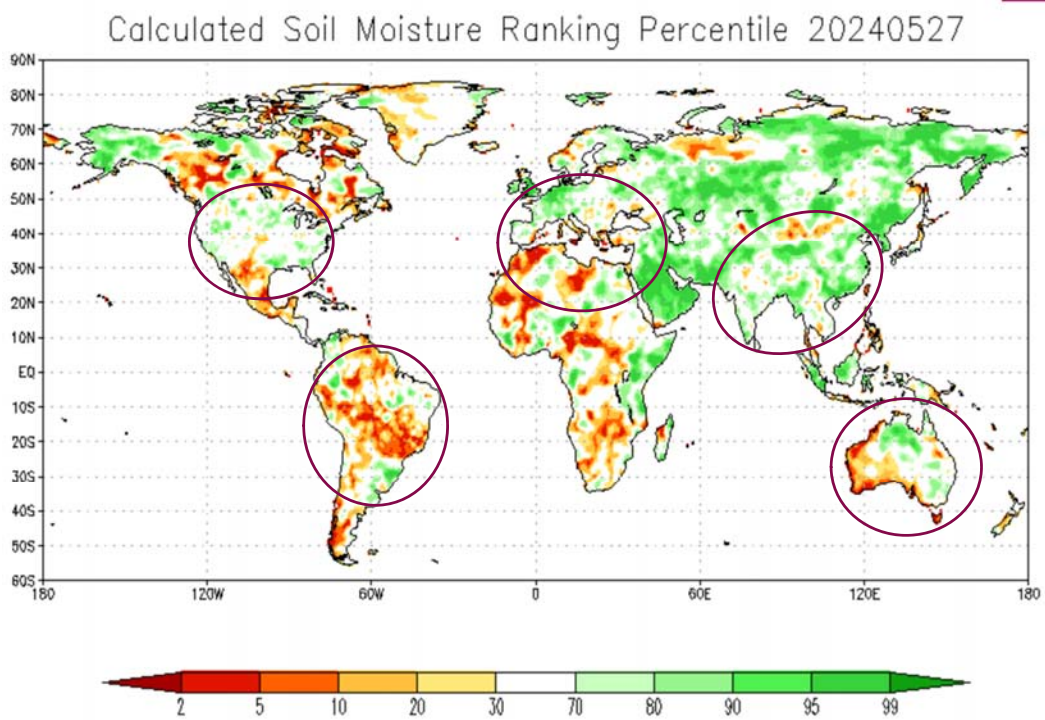 Calculated Soil Moisture Ranking Percentile 20240527
90N
80N
70N
60N
50N
40N
30N
20N
10N
EQ
10S
20S
30S
40S
50S
60S
180 120W 60W 0 60E 120E 180
2 5 10 20 30 70 80 90 95 99